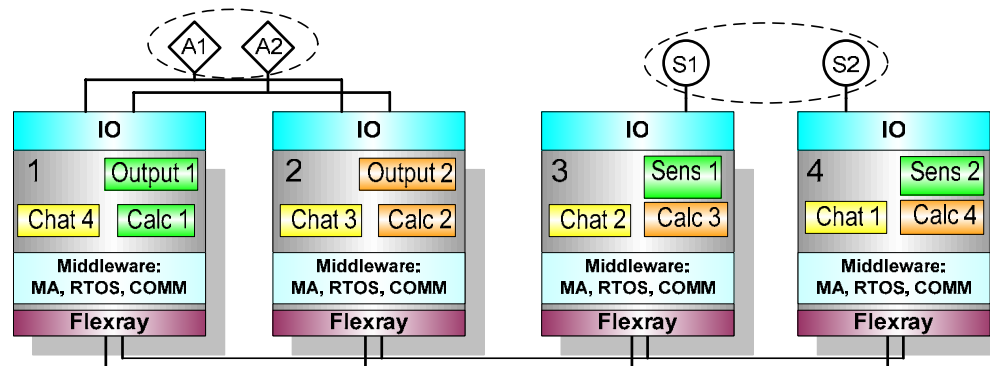 A1
A2
S1
S2
IO
1
Output 1
Chat 4
Calc 1
Middleware:
MA, RTOS, COMM
Flexray
IO
2
Output 2
Chat 3
Calc 2
Middleware:
MA, RTOS, COMM
Flexray
IO
3
Sens 1
Chat 2
Calc 3
Middleware:
MA, RTOS, COMM
Flexray
IO
4
Sens 2
Chat 1
Calc 4
Middleware:
MA, RTOS, COMM
Flexray